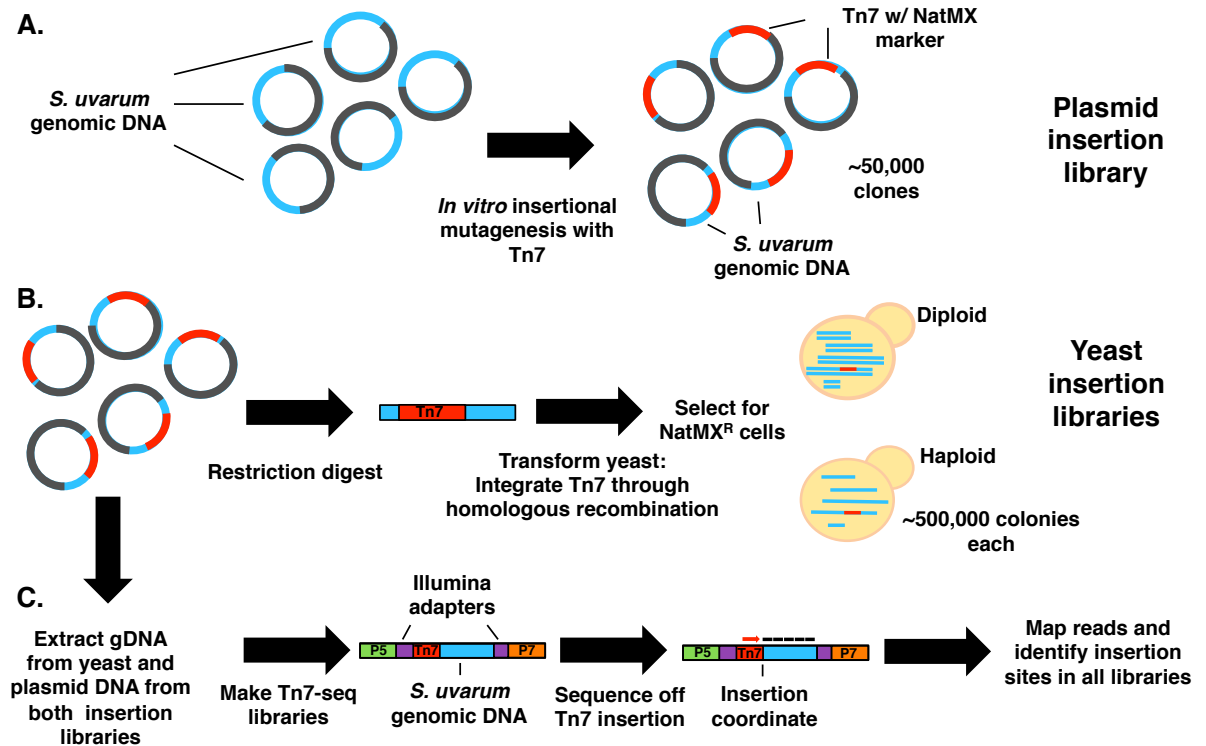 A.
S. uvarum
genomic DNA
In vitro insertional
mutagenesis with
Tn7
Tn7 w/ NatMX
marker
~50,000
clones
S. uvarum
genomic DNA
Plasmid
insertion
library
B.
Restriction digest
Tn7
Transform yeast:
Integrate Tn7 through
homologous recombination
Select for
NatMXᴿ cells
Diploid
Haploid
~500,000 colonies
each
Yeast
insertion
libraries
C.
Extract gDNA
from yeast and
plasmid DNA from
both insertion
libraries
Make Tn7-seq
libraries
Illumina
adapters
P5 Tn7 P7
S. uvarum
genomic DNA
Sequence off
Tn7 insertion
P5 Tn7 P7
Insertion
coordinate
Map reads and
identify insertion
sites in all libraries